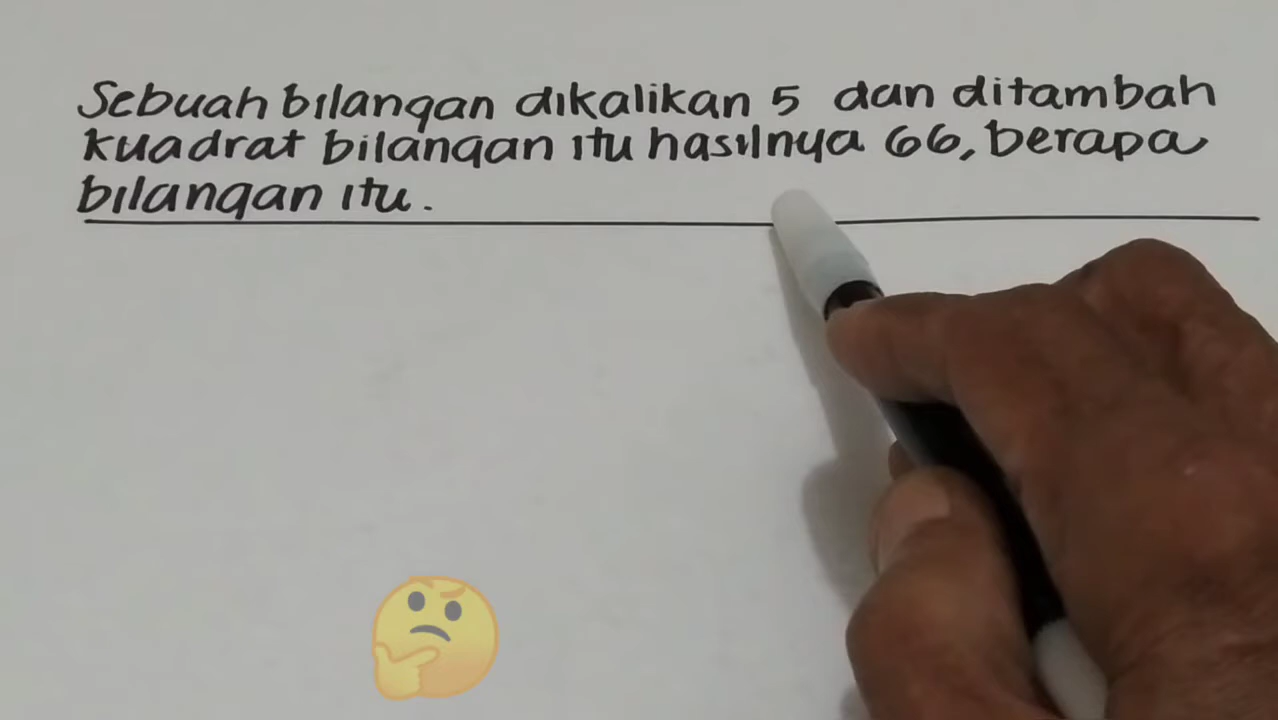 Sebuah bilangan dikalikan 5 dan ditambah
kuadrat bilangan itu hasilnya 66, berapa
bilangan itu.